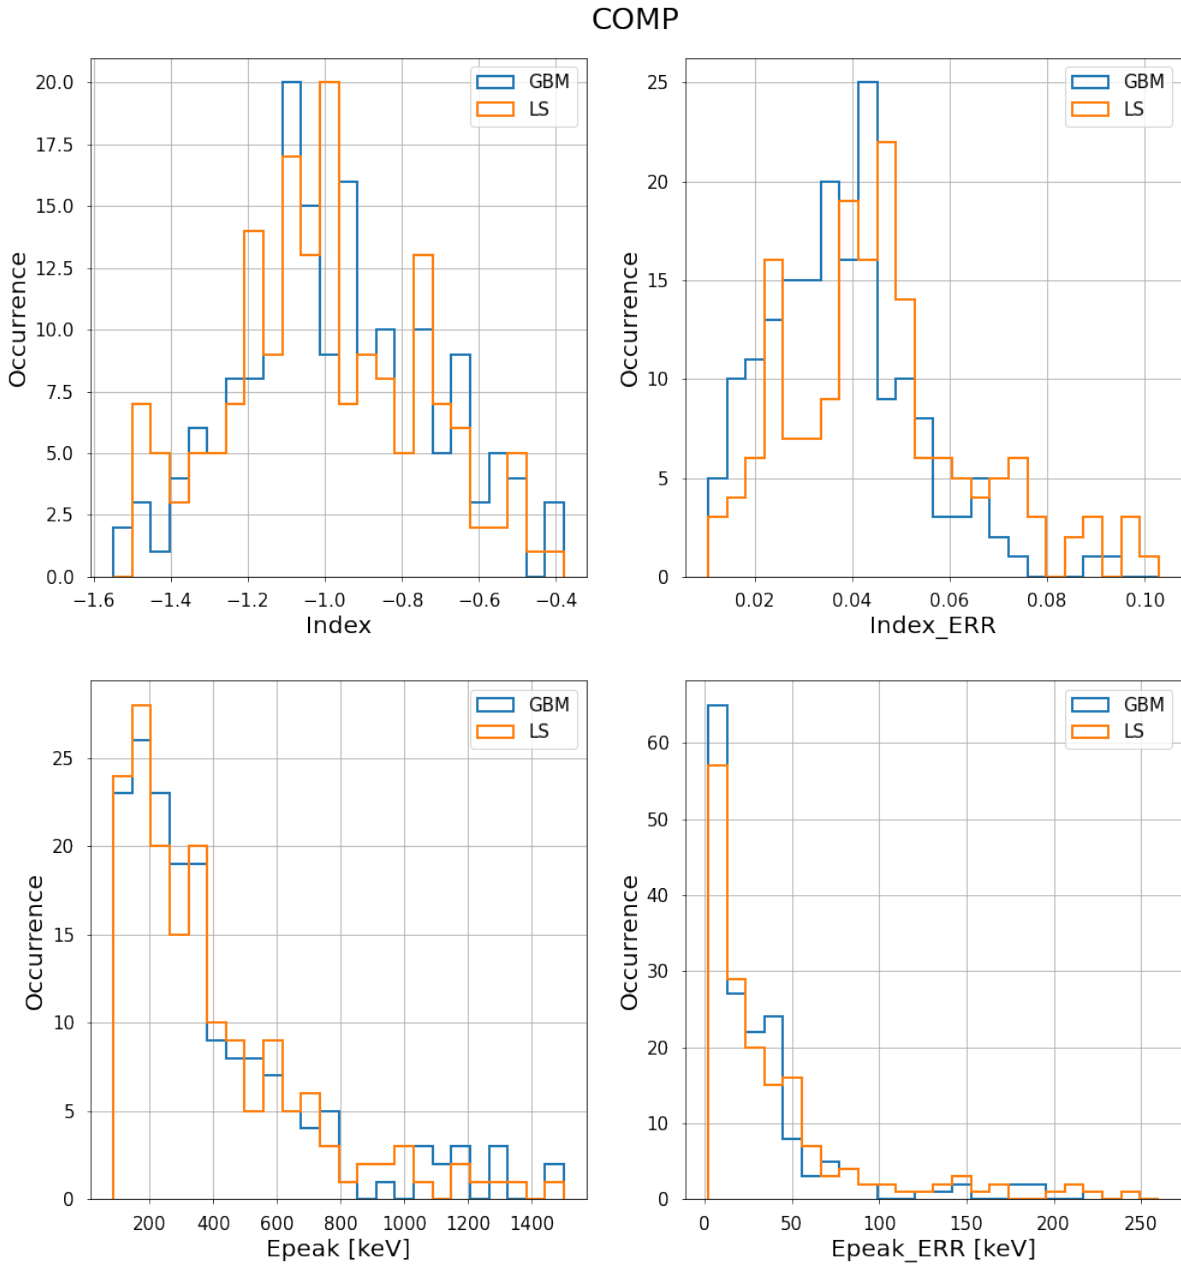 COMP
GBM
LS
20.0
17.5
15.0
12.5
10.0
7.5
5.0
2.5
0.0
Occurrence
−1.6 −1.4 −1.2 −1.0 −0.8 −0.6 −0.4
Index
GBM
LS
25
20
15
10
5
0
Occurrence
0.02 0.04 0.06 0.08 0.10
Index_ERR
GBM
LS
25
20
15
10
5
0
Occurrence
200 400 600 800 1000 1200 1400
Epeak [keV]
GBM
LS
60
50
40
30
20
10
0
Occurrence
0 50 100 150 200 250
Epeak_ERR [keV]